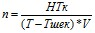 n = НТк / (Т–Тшек)*V